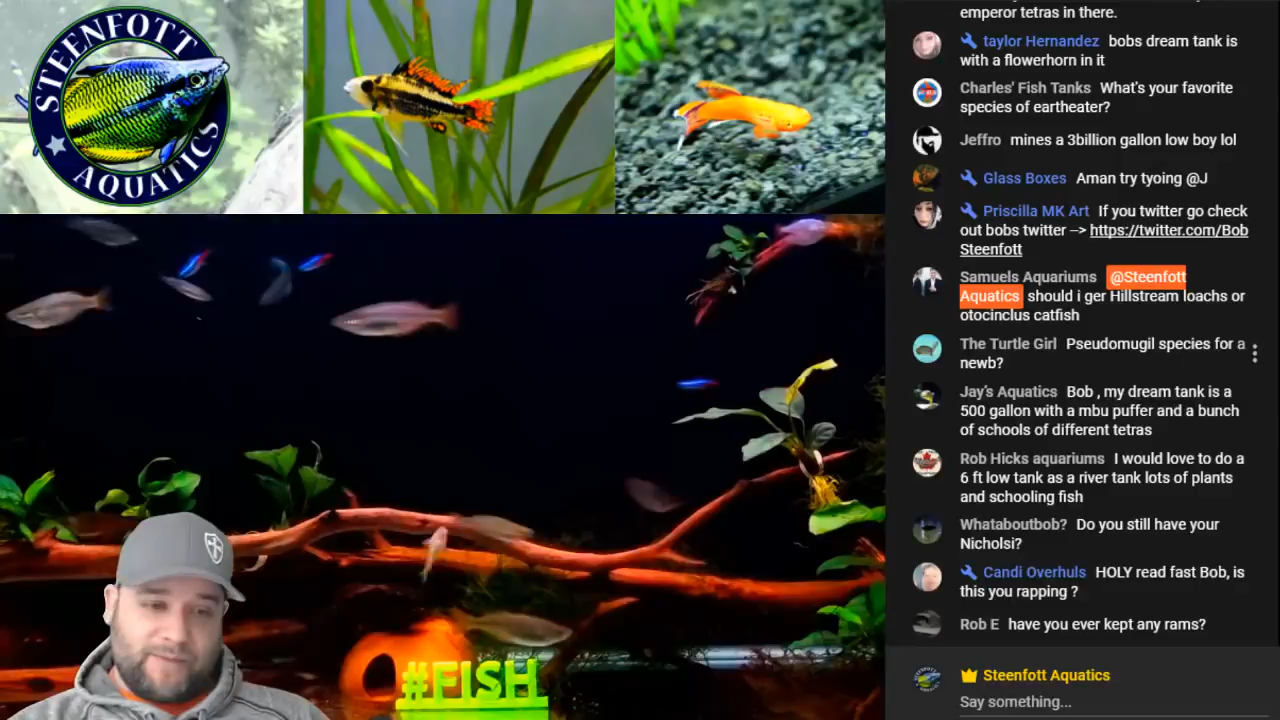 STEENFOTT
AQUATICS
#FISH
emperor tetras in there.
taylor Hernandez bobs dream tank is
with a flowerhorn in it
Charles' Fish Tanks What's your favorite
species of eartheater?
Jeffro mines a 3billion gallon low boy lol
Glass Boxes Aman try tyoing @J
Priscilla MK Art If you twitter go check
out bobs twitter --> https://twitter.com/Bob
Steenfott
Samuels Aquariums @Steenfott
Aquatics should i ger Hillstream loachs or
otocinclus catfish
The Turtle Girl Pseudomugil species for a
newb?
Jay's Aquatics Bob , my dream tank is a
500 gallon with a mbu puffer and a bunch
of schools of different tetras
Rob Hicks aquariums I would love to do a
6 ft low tank as a river tank lots of plants
and schooling fish
Whataboutbob? Do you still have your
Nicholsi?
Candi Overhuls HOLY read fast Bob, is
this you rapping ?
Rob E have you ever kept any rams?
Steenfott Aquatics
Say something...